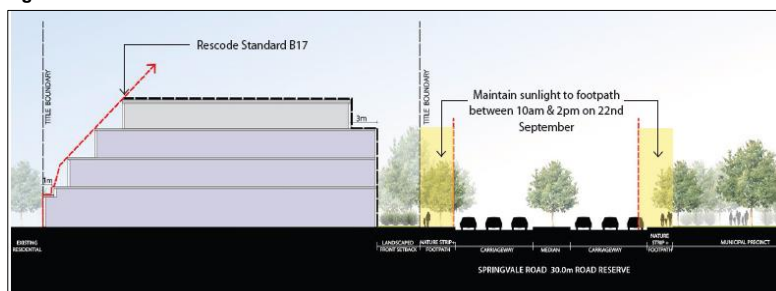 TITLE BOUNDARY
Rescode Standard B17
TITLE BOUNDARY
Maintain sunlight to footpath
between 10am & 2pm on 22nd
September
3m
1m
EXISTING
RESIDENTIAL
LANDSCAPED
FRONT SETBACK
NATURE STRIP +
FOOTPATH
CARRIAGEWAY
MEDIAN
CARRIAGEWAY
NATURE
STRIP +
FOOTPATH
MUNICIPAL PRECINCT
SPRINGVALE ROAD 30.0m ROAD RESERVE